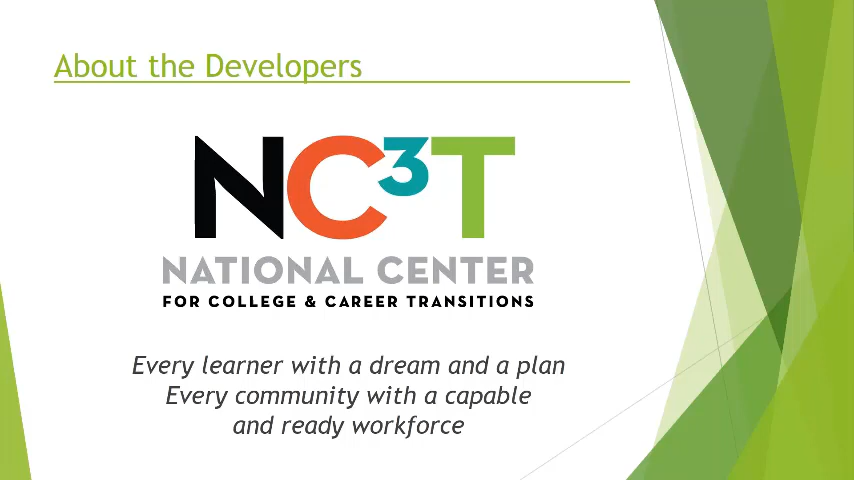 About the Developers
NC³T
NATIONAL CENTER
FOR COLLEGE & CAREER TRANSITIONS
Every learner with a dream and a plan
Every community with a capable
and ready workforce